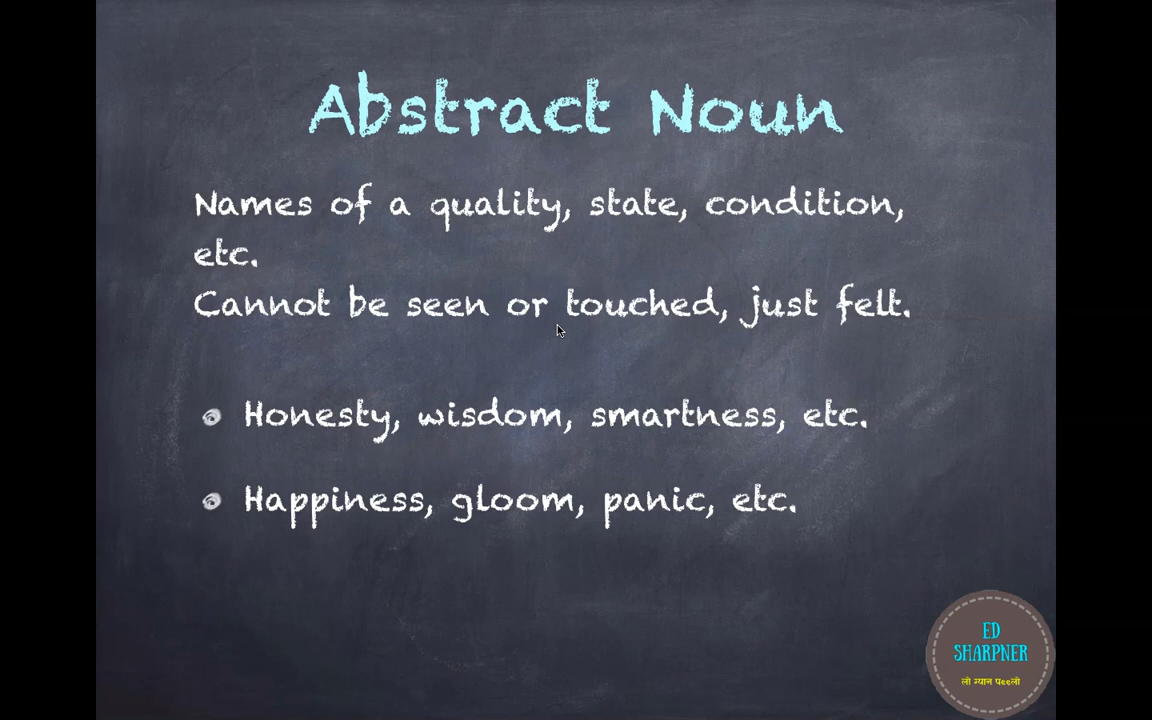 Abstract Noun
Names of a quality, state, condition,
etc.
Cannot be seen or touched, just felt.
Honesty, wisdom, smartness, etc.
Happiness, gloom, panic, etc.
ED
SHARPNER
लो ग्यान पeeलो